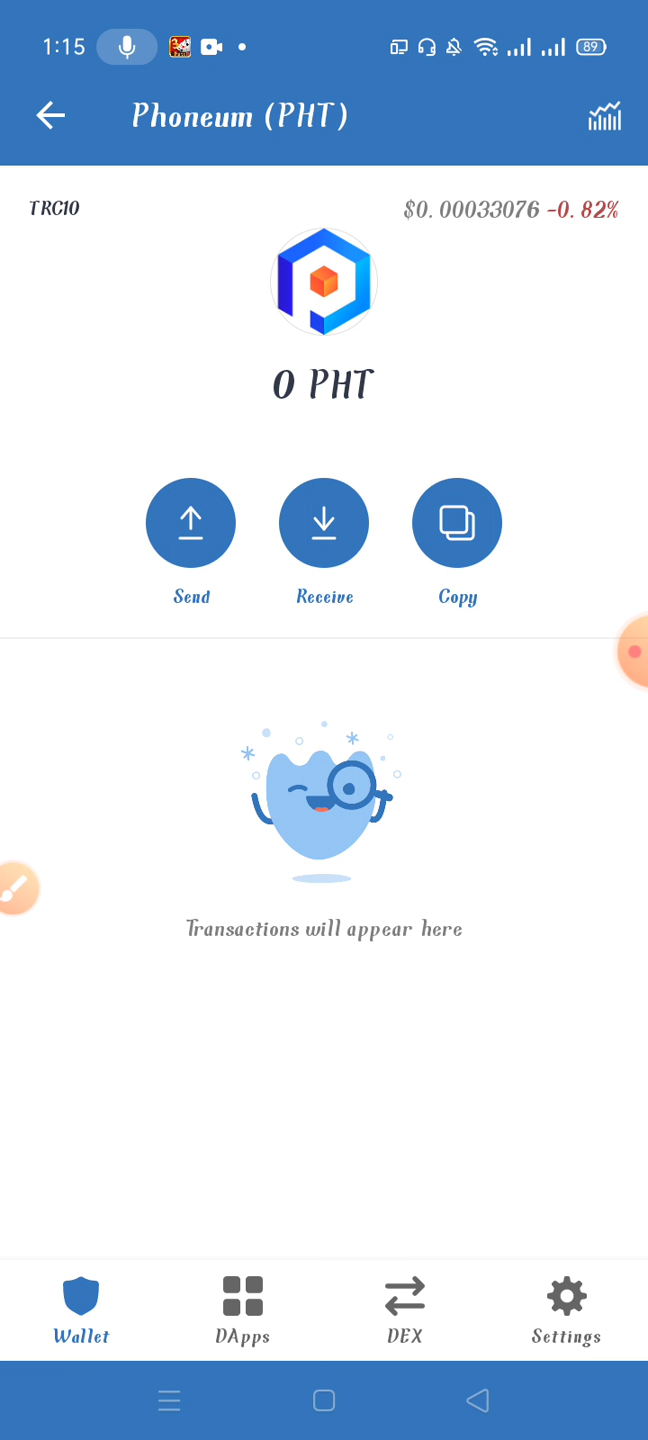 1:15
89
Phoneum (PHT)
TRC10
$0.00033076 -0.82%
0 PHT
Send
Receive
Copy
Transactions will appear here
Wallet
DApps
DEX
Settings